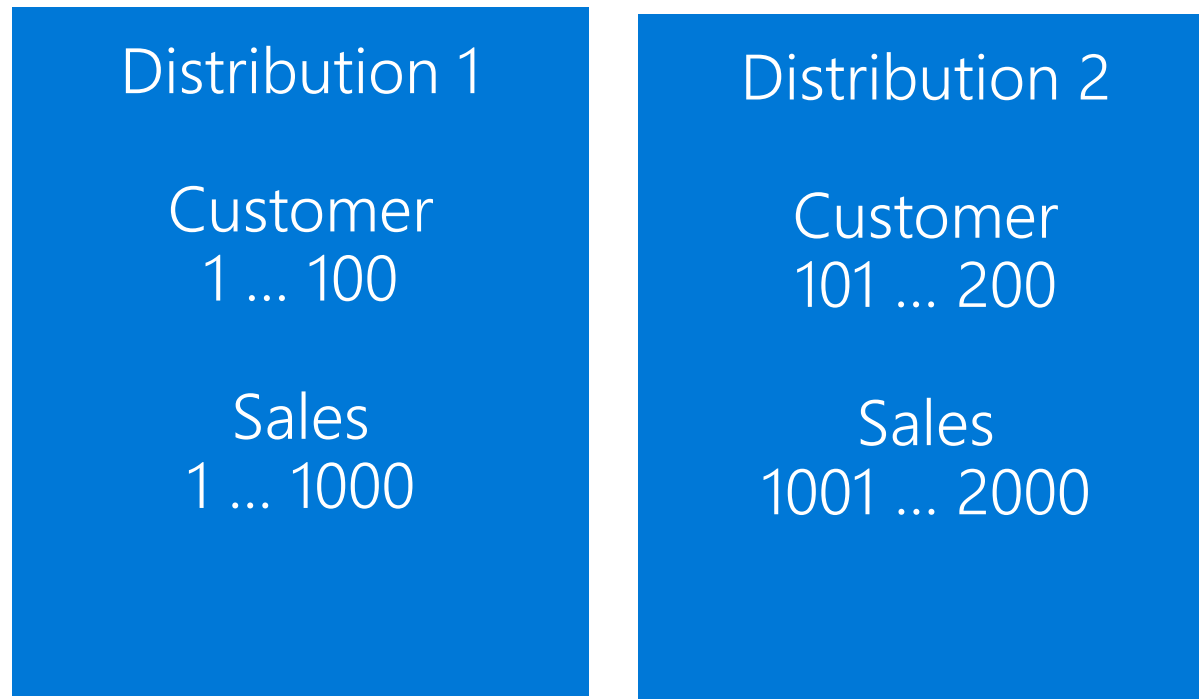 Distribution 1
Customer
1 ... 100
Sales
1 ... 1000
Distribution 2
Customer
101 ... 200
Sales
1001 ... 2000